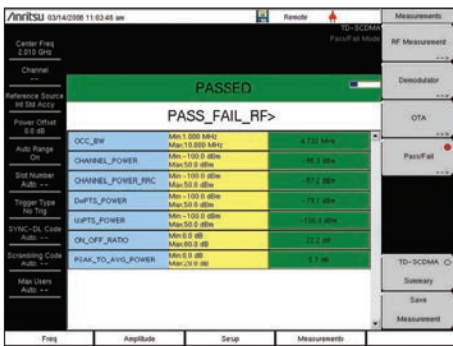 Anritsu 03/14/2008 11:03:48 am
Remote
Measurements
TD-SCDMA
Pass/Fail Mode
Center Freq
2.010 GHz
Channel
--
Reference Source
Int Std Accy
Power Offset
0.0 dB
Auto Range
On
Slot Number
Auto: --
Trigger Type
No Trig
SYNC-DL Code
Auto: --
Scrambling Code
Auto: --
Max Users
Auto: --
PASSED
PASS_FAIL_RF>
OCC_BW
Min:1.000 MHz
Max:10.000 MHz
CHANNEL_POWER
Min:-100.0 dBm
Max:50.0 dBm
CHANNEL_POWER_RRC
Min:-100.0 dBm
Max:50.0 dBm
DwPTS_POWER
Min:-100.0 dBm
Max:50.0 dBm
UpPTS_POWER
Min:-100.0 dBm
Max:50.0 dBm
ON_OFF_RATIO
Min:0.0 dB
Max:80.0 dB
22.2 dB
PEAK_TO_AVG_POWER
Min:0.0 dB
Max:20.0 dB
RF Measurement
-->
Demodulator
-->
OTA
-->
Pass/Fail
-->
TD-SCDMA
Summary
Save
Measurement
Freq
Amplitude
Setup
Measurements